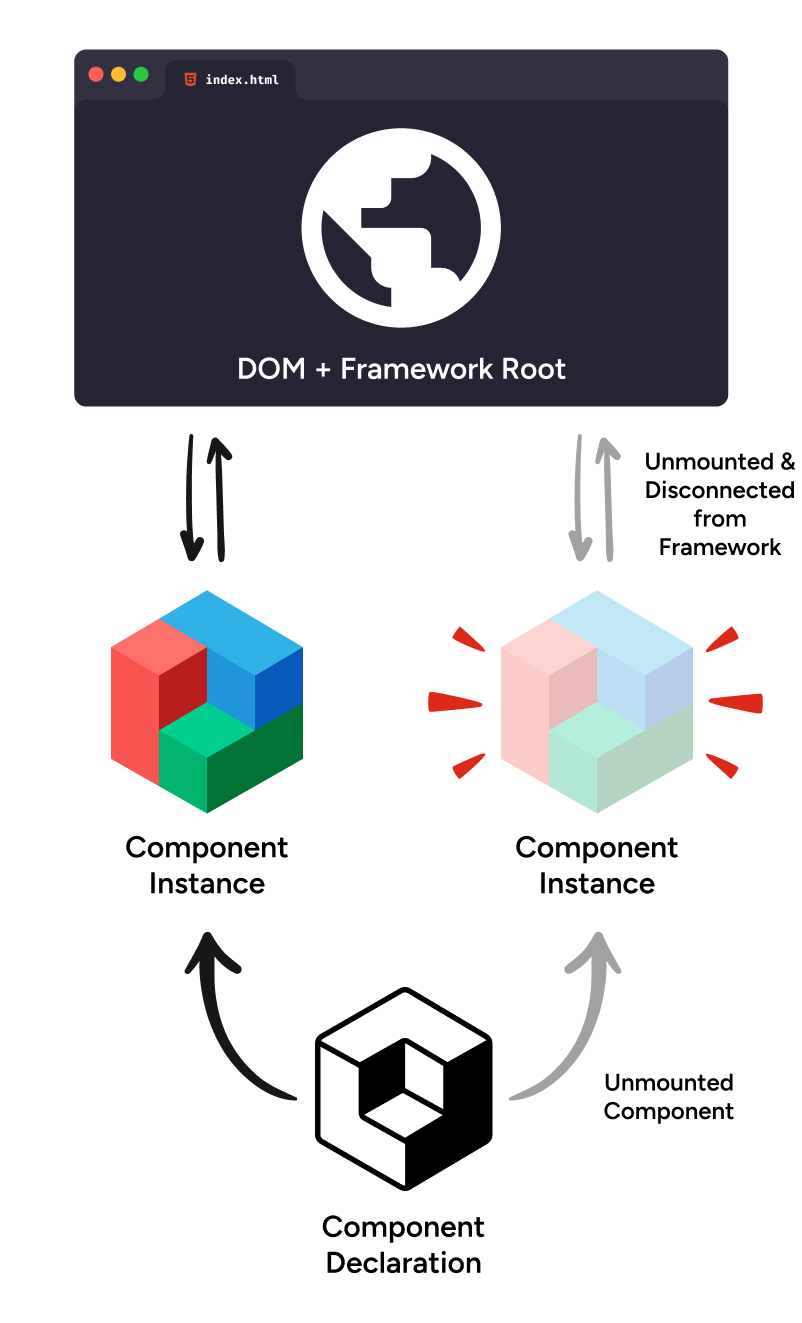 index.html
DOM + Framework Root
Unmounted &
Disconnected
from
Framework
Component
Instance
Component
Instance
Unmounted
Component
Component
Declaration